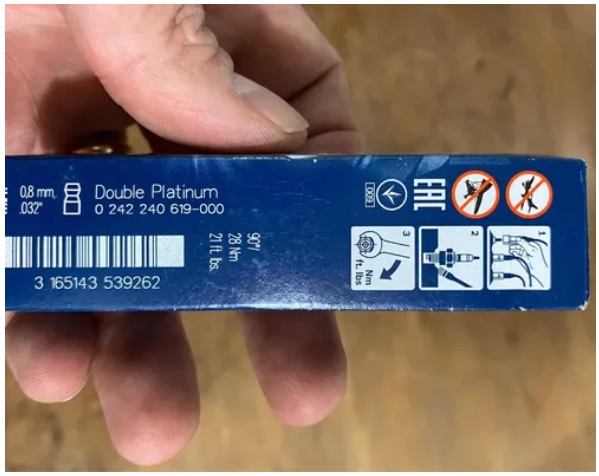 0,8 mm
.032"
Double Platinum
0 242 240 619-000
3 165143 539262
90°/
28 Nm
21 ft. lbs.
009
EAC
3
Nm
ft. lbs
2
1